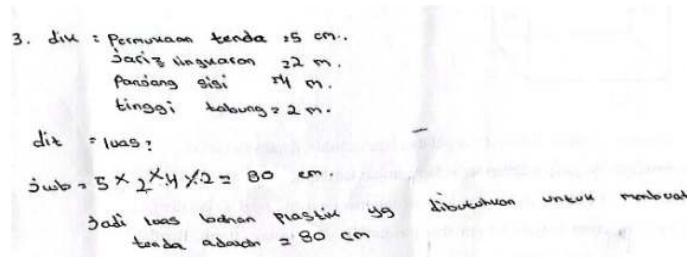 3. dik : Permukaan tenda = 5 cm.
Jari2 lingkaran = 2 m.
Panjang sisi = 4 m.
tinggi tabung = 2 m.
dit = luas ?
Jwb = 5 × 2 × 4 × 2 = 80 cm.
Jadi luas bahan plastik yg dibutuhkan untuk membuat
tenda adalah = 80 cm